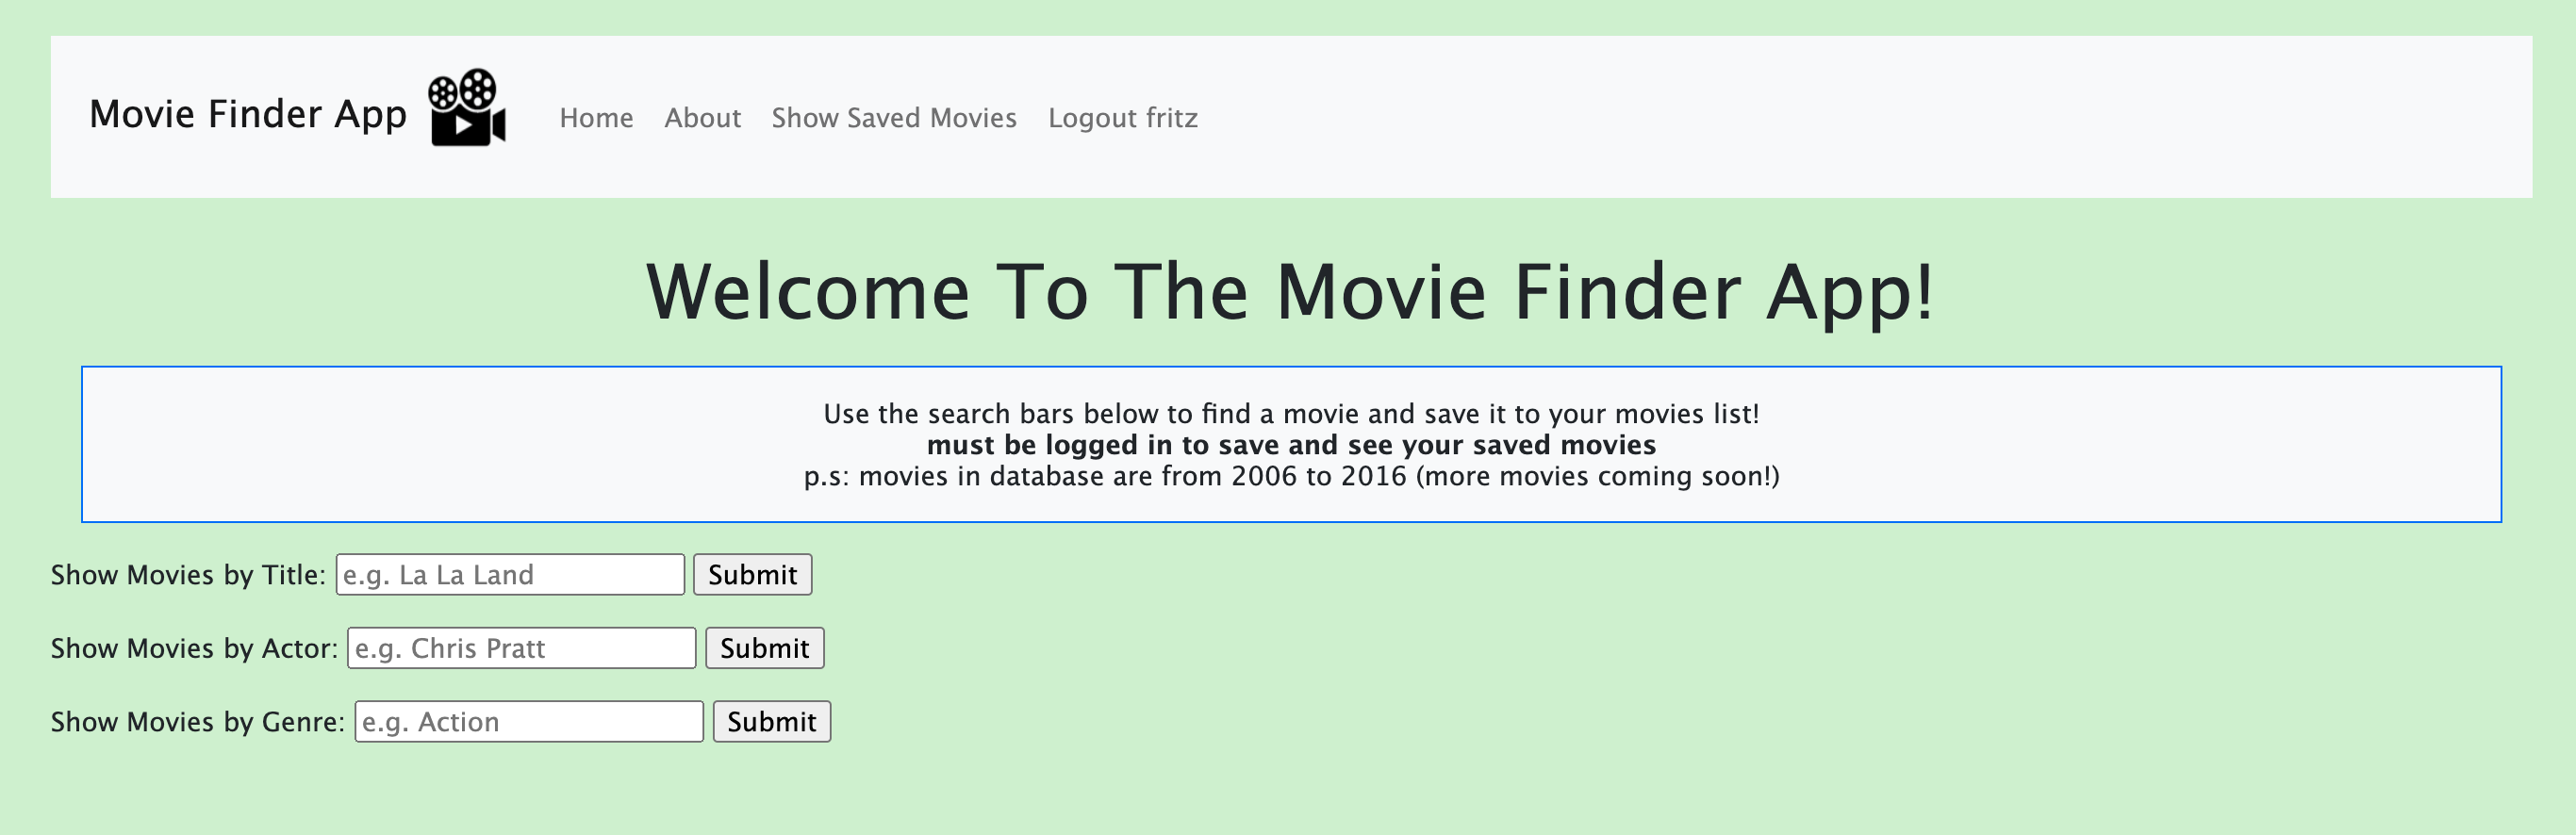 Movie Finder App Home About Show Saved Movies Logout fritz
Welcome To The Movie Finder App!
Use the search bars below to find a movie and save it to your movies list!
must be logged in to save and see your saved movies
p.s: movies in database are from 2006 to 2016 (more movies coming soon!)
Show Movies by Title: e.g. La La Land Submit
Show Movies by Actor: e.g. Chris Pratt Submit
Show Movies by Genre: e.g. Action Submit